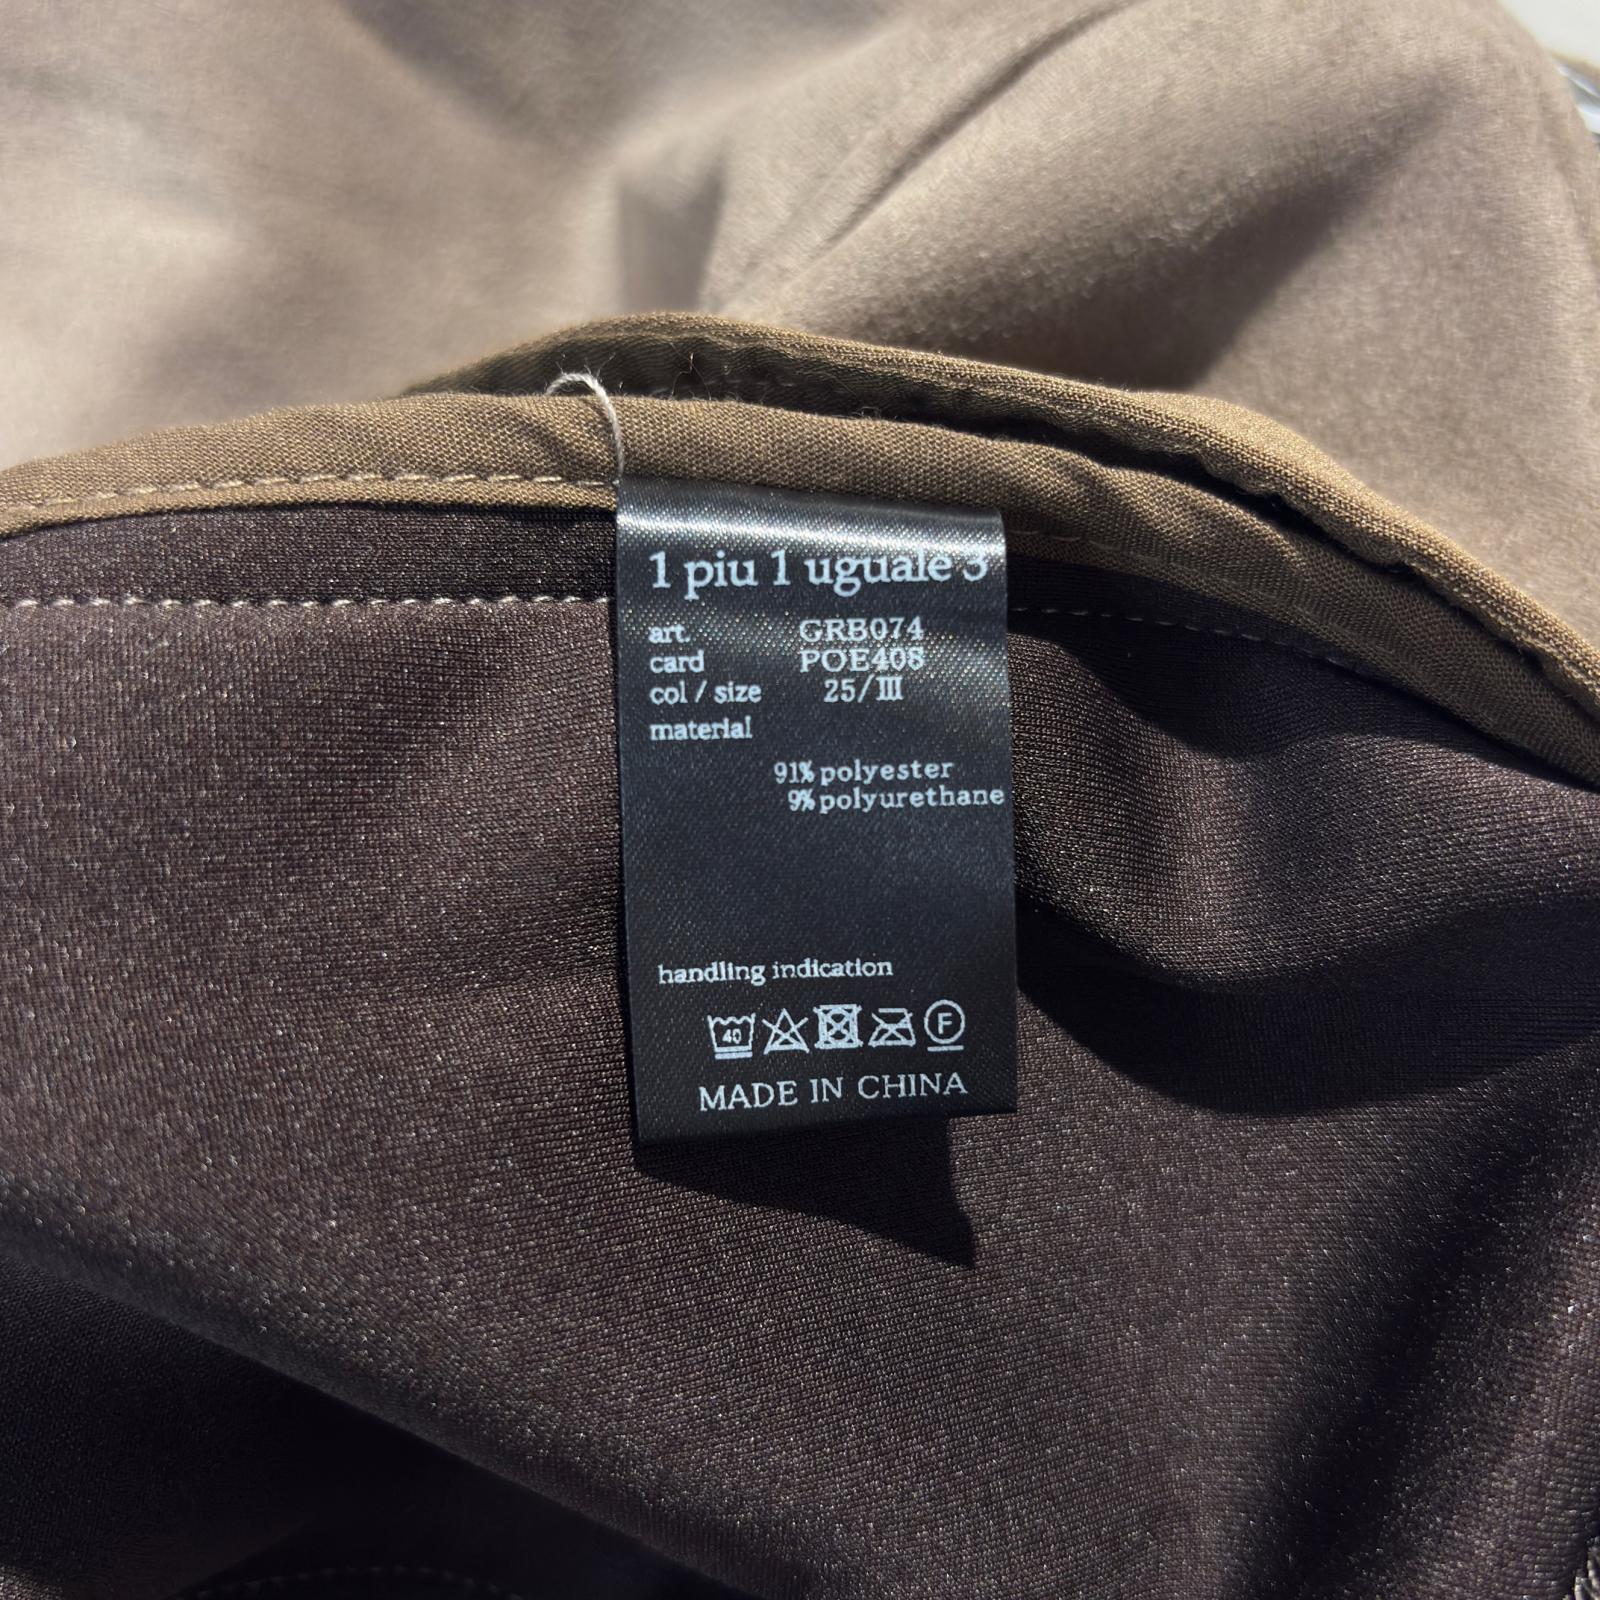 1 piu 1 uguale 3
art. GRB074
card POE408
col / size 25/III
material
91% polyester
9% polyurethane
handling indication
40 F
MADE IN CHINA